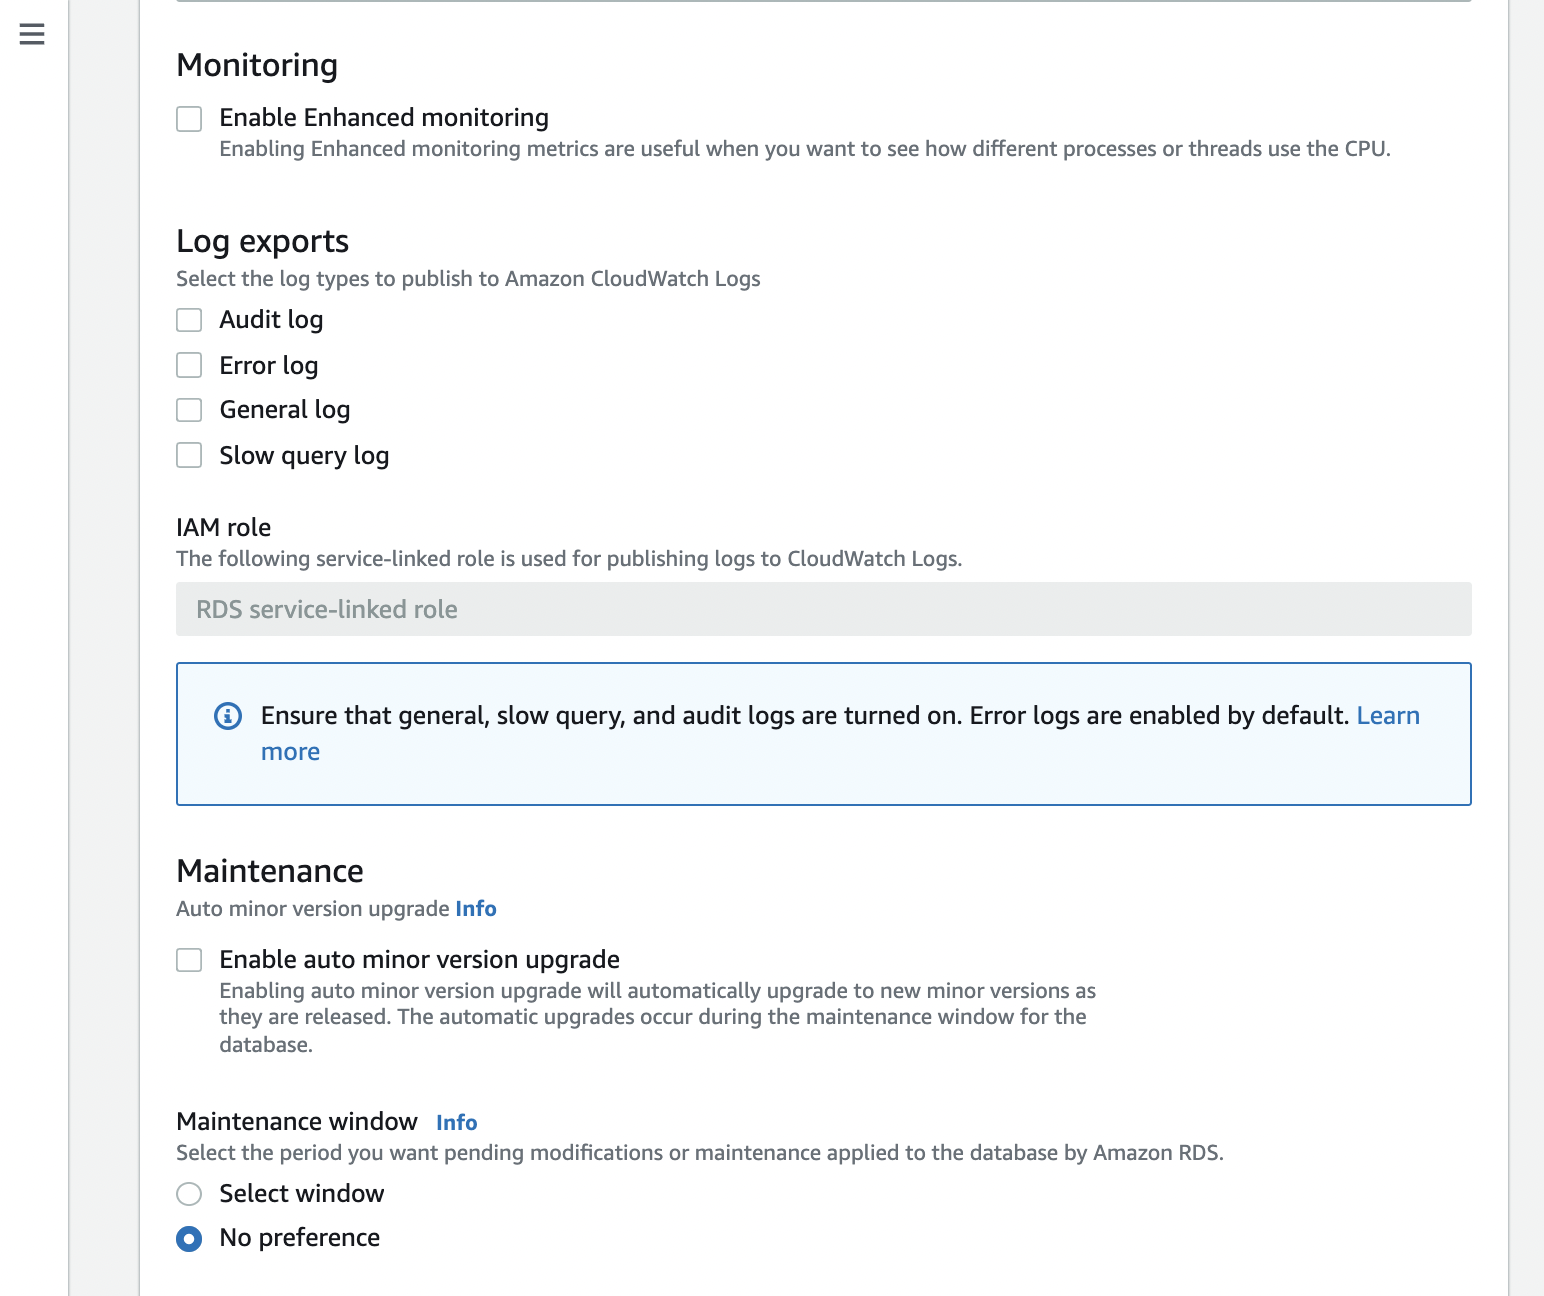 Monitoring
Enable Enhanced monitoring
Enabling Enhanced monitoring metrics are useful when you want to see how different processes or threads use the CPU.
Log exports
Select the log types to publish to Amazon CloudWatch Logs
Audit log
Error log
General log
Slow query log
IAM role
The following service-linked role is used for publishing logs to CloudWatch Logs.
RDS service-linked role
Ensure that general, slow query, and audit logs are turned on. Error logs are enabled by default. Learn
more
Maintenance
Auto minor version upgrade Info
Enable auto minor version upgrade
Enabling auto minor version upgrade will automatically upgrade to new minor versions as
they are released. The automatic upgrades occur during the maintenance window for the
database.
Maintenance window Info
Select the period you want pending modifications or maintenance applied to the database by Amazon RDS.
Select window
No preference